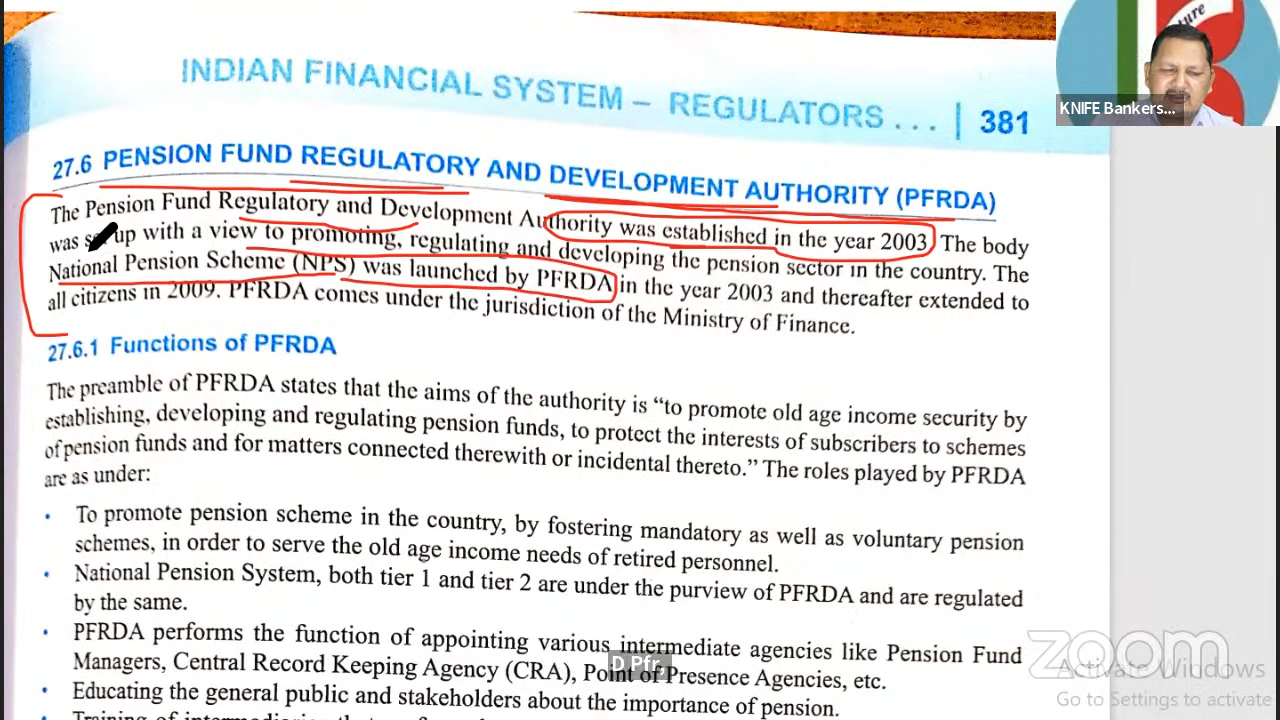 INDIAN FINANCIAL SYSTEM – REGULATORS . . . | 381
KNIFE Bankers...
27.6 PENSION FUND REGULATORY AND DEVELOPMENT AUTHORITY (PFRDA)
The Pension Fund Regulatory and Development Authority was established in the year 2003. The body
was set up with a view to promoting, regulating and developing the pension sector in the country. The
National Pension Scheme (NPS) was launched by PFRDA in the year 2003 and thereafter extended to
all citizens in 2009. PFRDA comes under the jurisdiction of the Ministry of Finance.
27.6.1 Functions of PFRDA
The preamble of PFRDA states that the aims of the authority is “to promote old age income security by
establishing, developing and regulating pension funds, to protect the interests of subscribers to schemes
of pension funds and for matters connected therewith or incidental thereto.” The roles played by PFRDA
are as under:
• To promote pension scheme in the country, by fostering mandatory as well as voluntary pension
schemes, in order to serve the old age income needs of retired personnel.
• National Pension System, both tier 1 and tier 2 are under the purview of PFRDA and are regulated
by the same.
• PFRDA performs the function of appointing various intermediate agencies like Pension Fund
Managers, Central Record Keeping Agency (CRA), Point of Presence Agencies, etc.
D Pfr,
• Educating the general public and stakeholders about the importance of pension.
zoom
Activate Windows
Go to Settings to activate